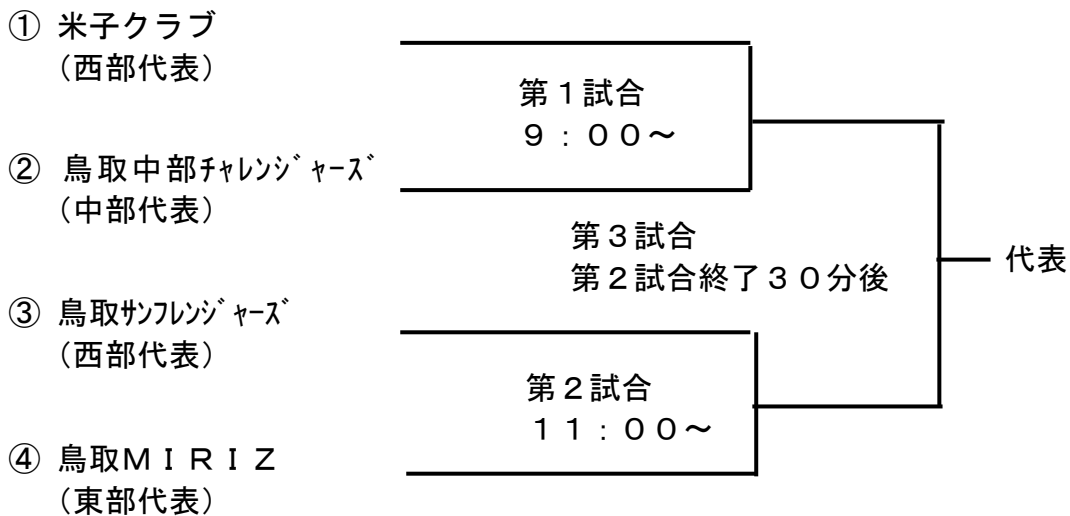 ① 米子クラブ
(西部代表)
第１試合
９：００～
② 鳥取中部ﾁｬﾚﾝｼﾞｬｰｽﾞ
(中部代表)
第３試合
第２試合終了３０分後
代表
③ 鳥取ｻﾝﾌﾚﾝｼﾞｬｰｽﾞ
(西部代表)
第２試合
１１：００～
④ 鳥取ＭＩＲＩＺ
(東部代表)